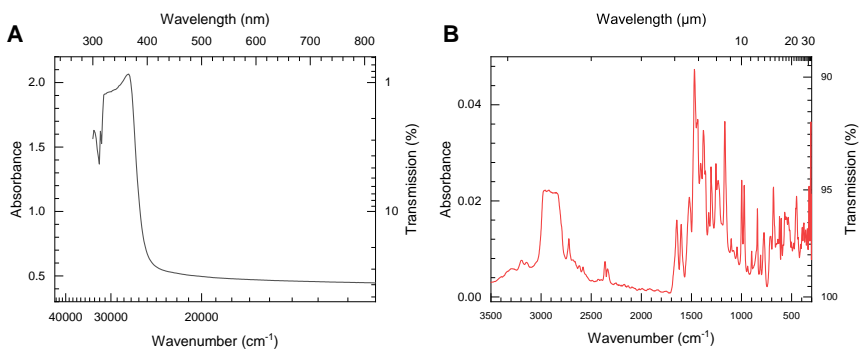 Wavelength (nm)
A
300 400 500 600 700 800
2.0
1.5
1.0
0.5
Absorbance
1
10
Transmission (%)
40000 30000 20000
Wavenumber (cm⁻¹)
Wavelength (µm)
B
10 20 30
0.04
0.02
0.00
Absorbance
90
95
100
Transmission (%)
3500 3000 2500 2000 1500 1000 500
Wavenumber (cm⁻¹)